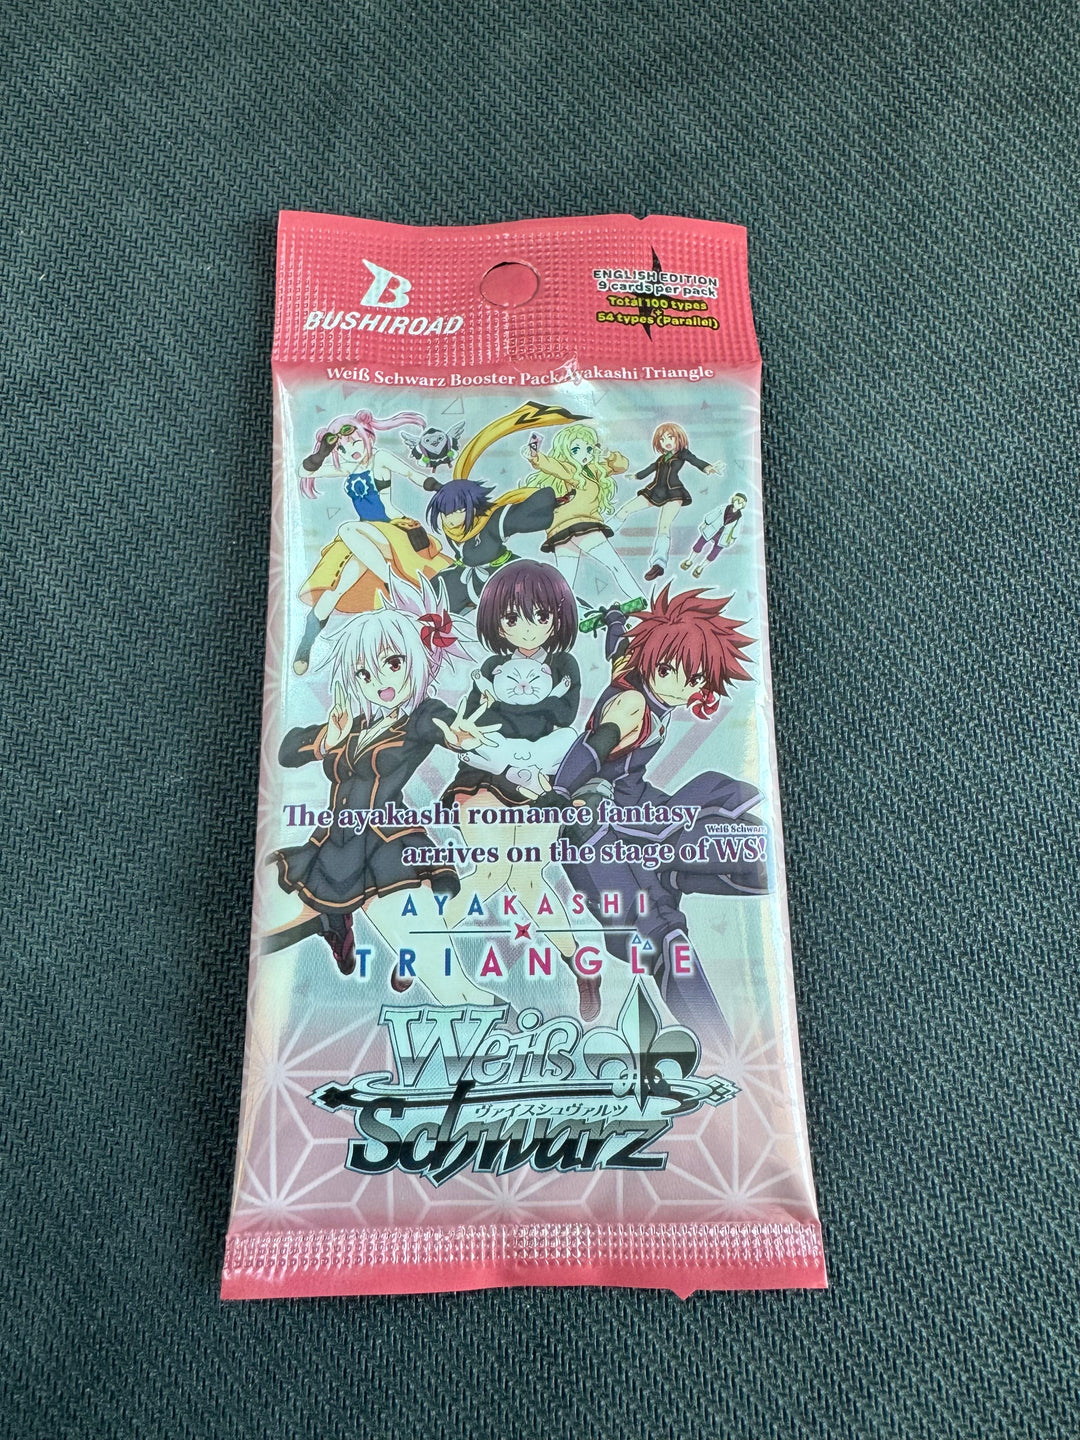 B
BUSHIROAD
ENGLISH EDITION
9 cards per pack
Total 100 types
+
54 types (Parallel)
Weiß Schwarz Booster Pack Ayakashi Triangle
The ayakashi romance fantasy
Weiß Schwarz
arrives on the stage of WS!
AYAKASHI
TRIANGLE
Weiß
ヴァイスシュヴァルツ
Schwarz